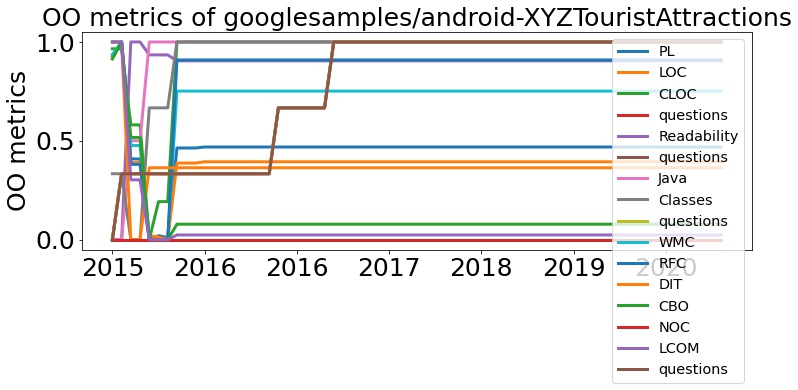 OO metrics of googlesamples/android-XYZTouristAttractions
OO metrics
1.0
0.5
0.0
2015
2016
2016
2017
2018
2019
2020
PL
LOC
CLOC
questions
Readability
questions
Java
Classes
questions
WMC
RFC
DIT
CBO
NOC
LCOM
questions